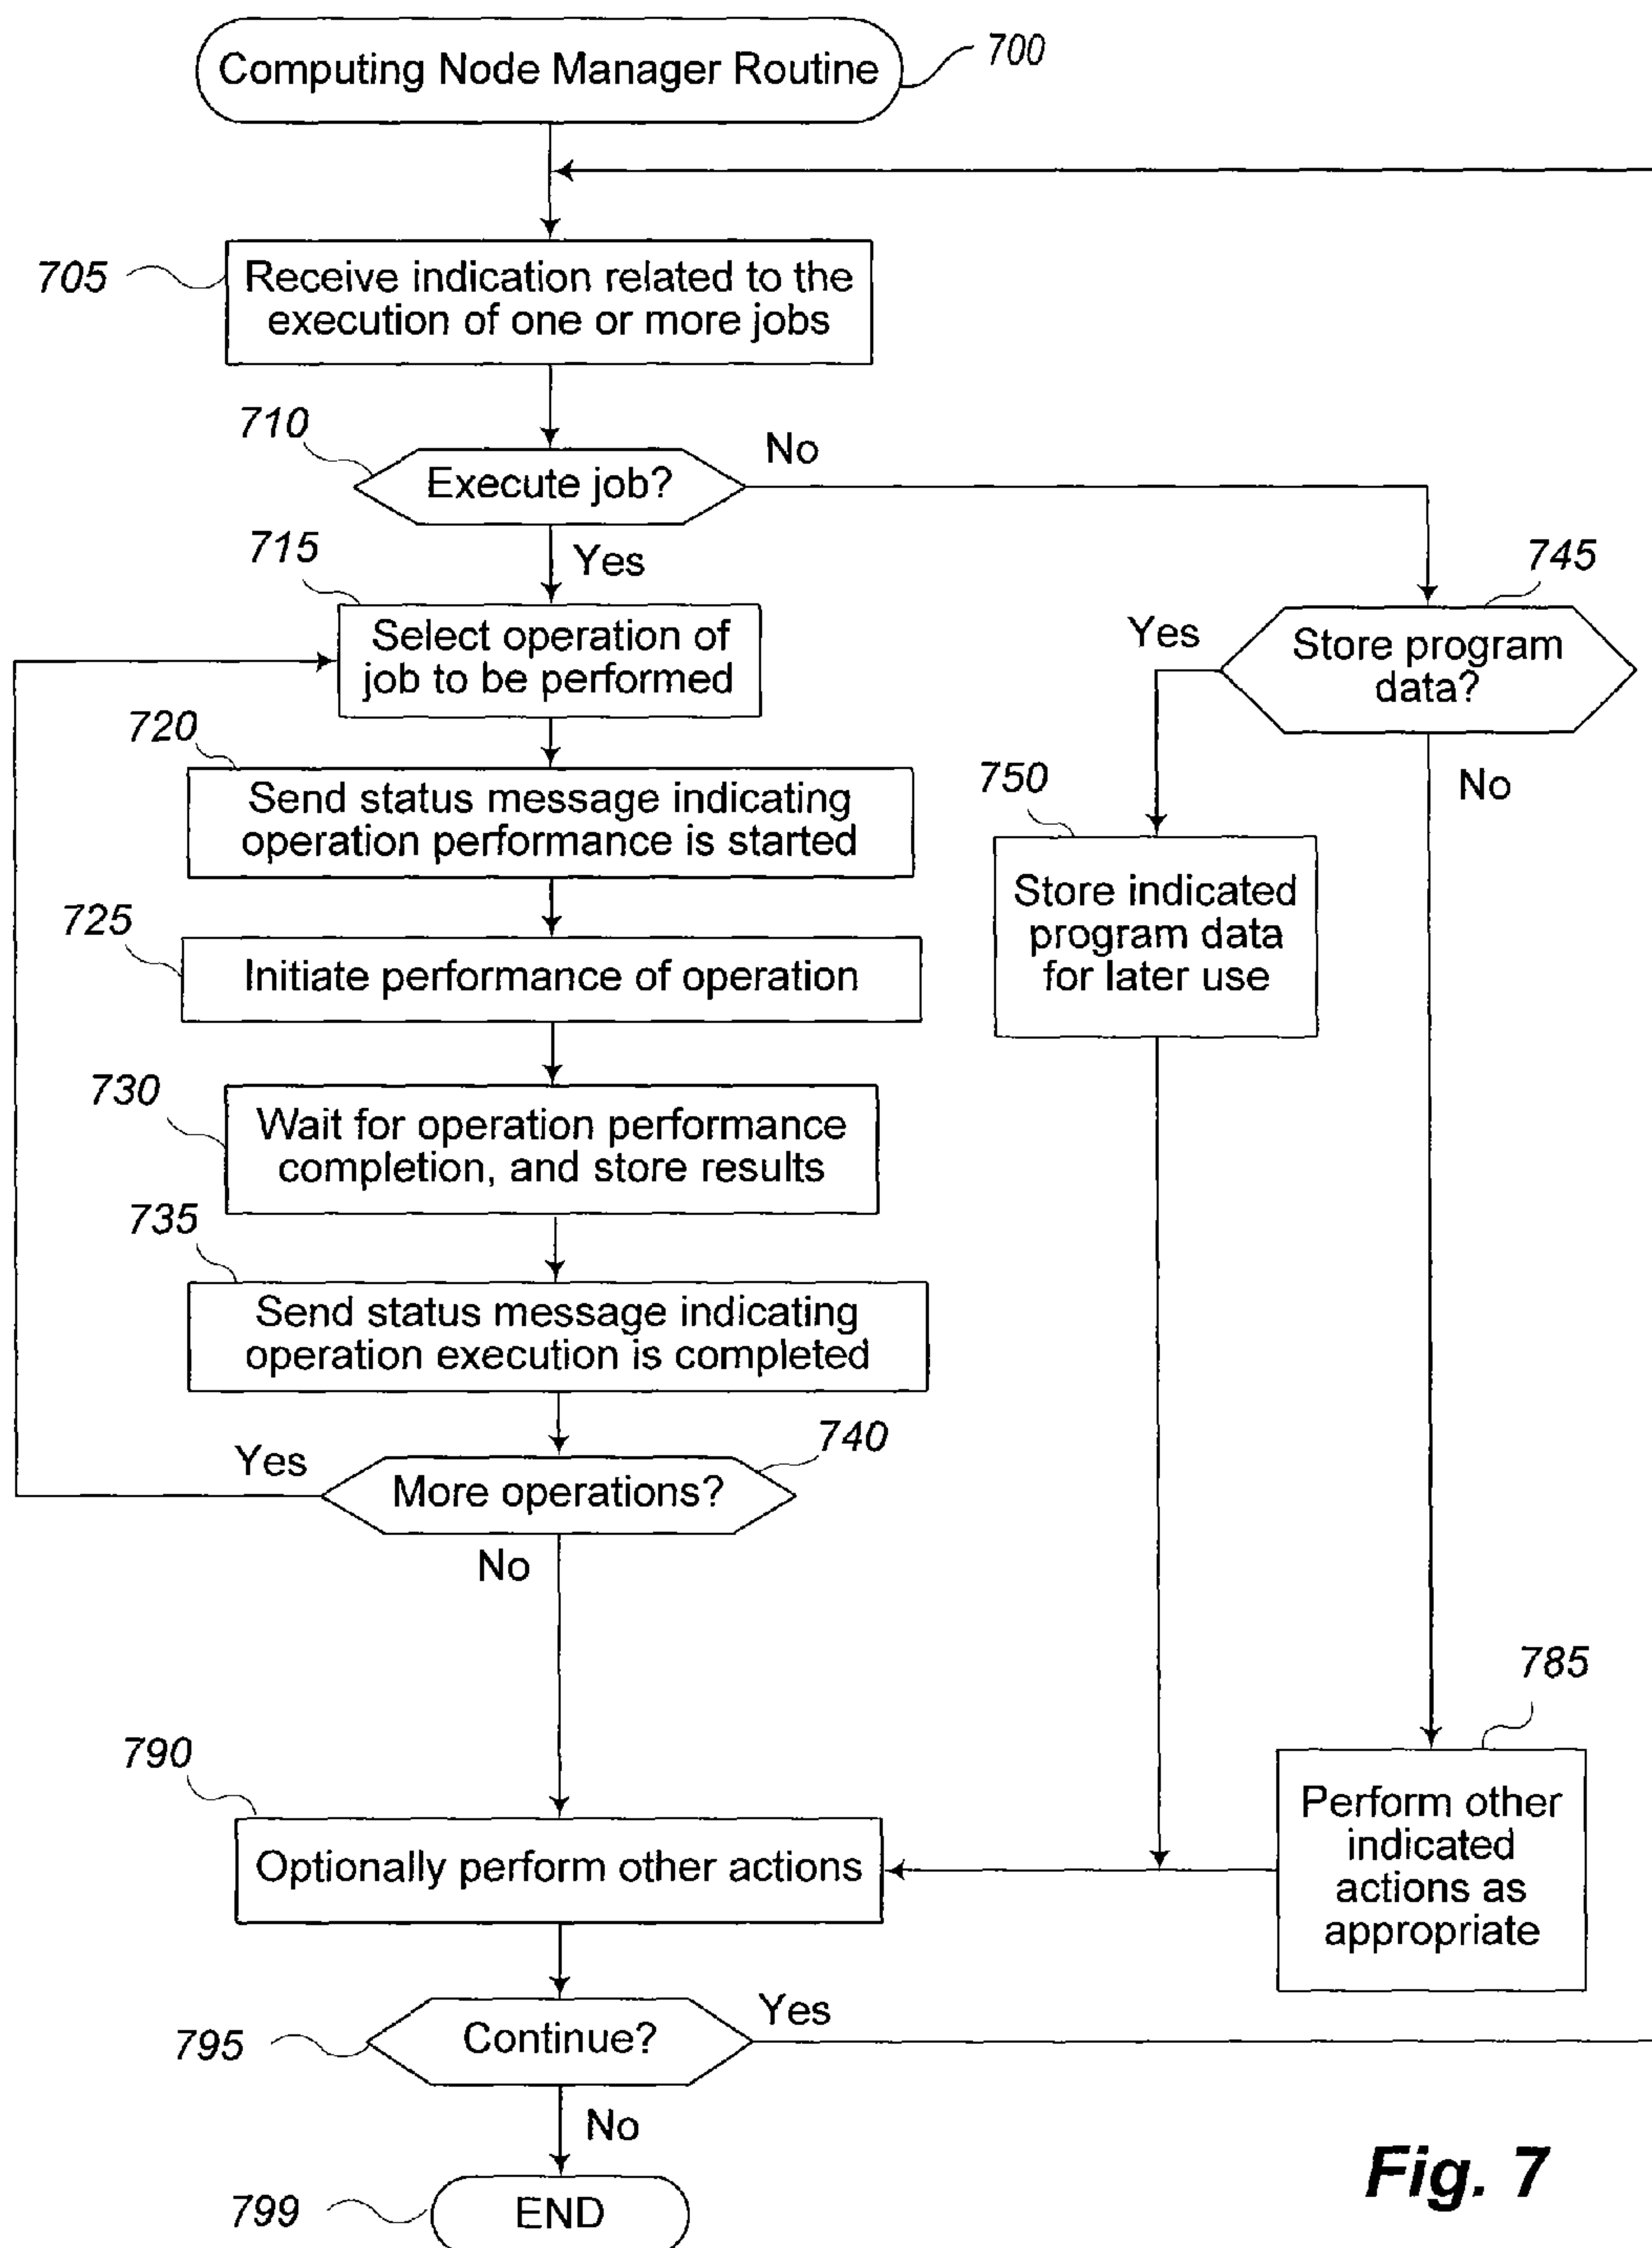 Computing Node Manager Routine
700
705
Receive indication related to the
execution of one or more jobs
710
Execute job?
No
Yes
715
Select operation of
job to be performed
745
Store program
data?
Yes
No
720
Send status message indicating
operation performance is started
750
Store indicated
program data
for later use
725
Initiate performance of operation
730
Wait for operation performance
completion, and store results
735
Send status message indicating
operation execution is completed
740
More operations?
Yes
No
785
Perform other
indicated
actions as
appropriate
790
Optionally perform other actions
795
Continue?
Yes
No
799
END
Fig. 7